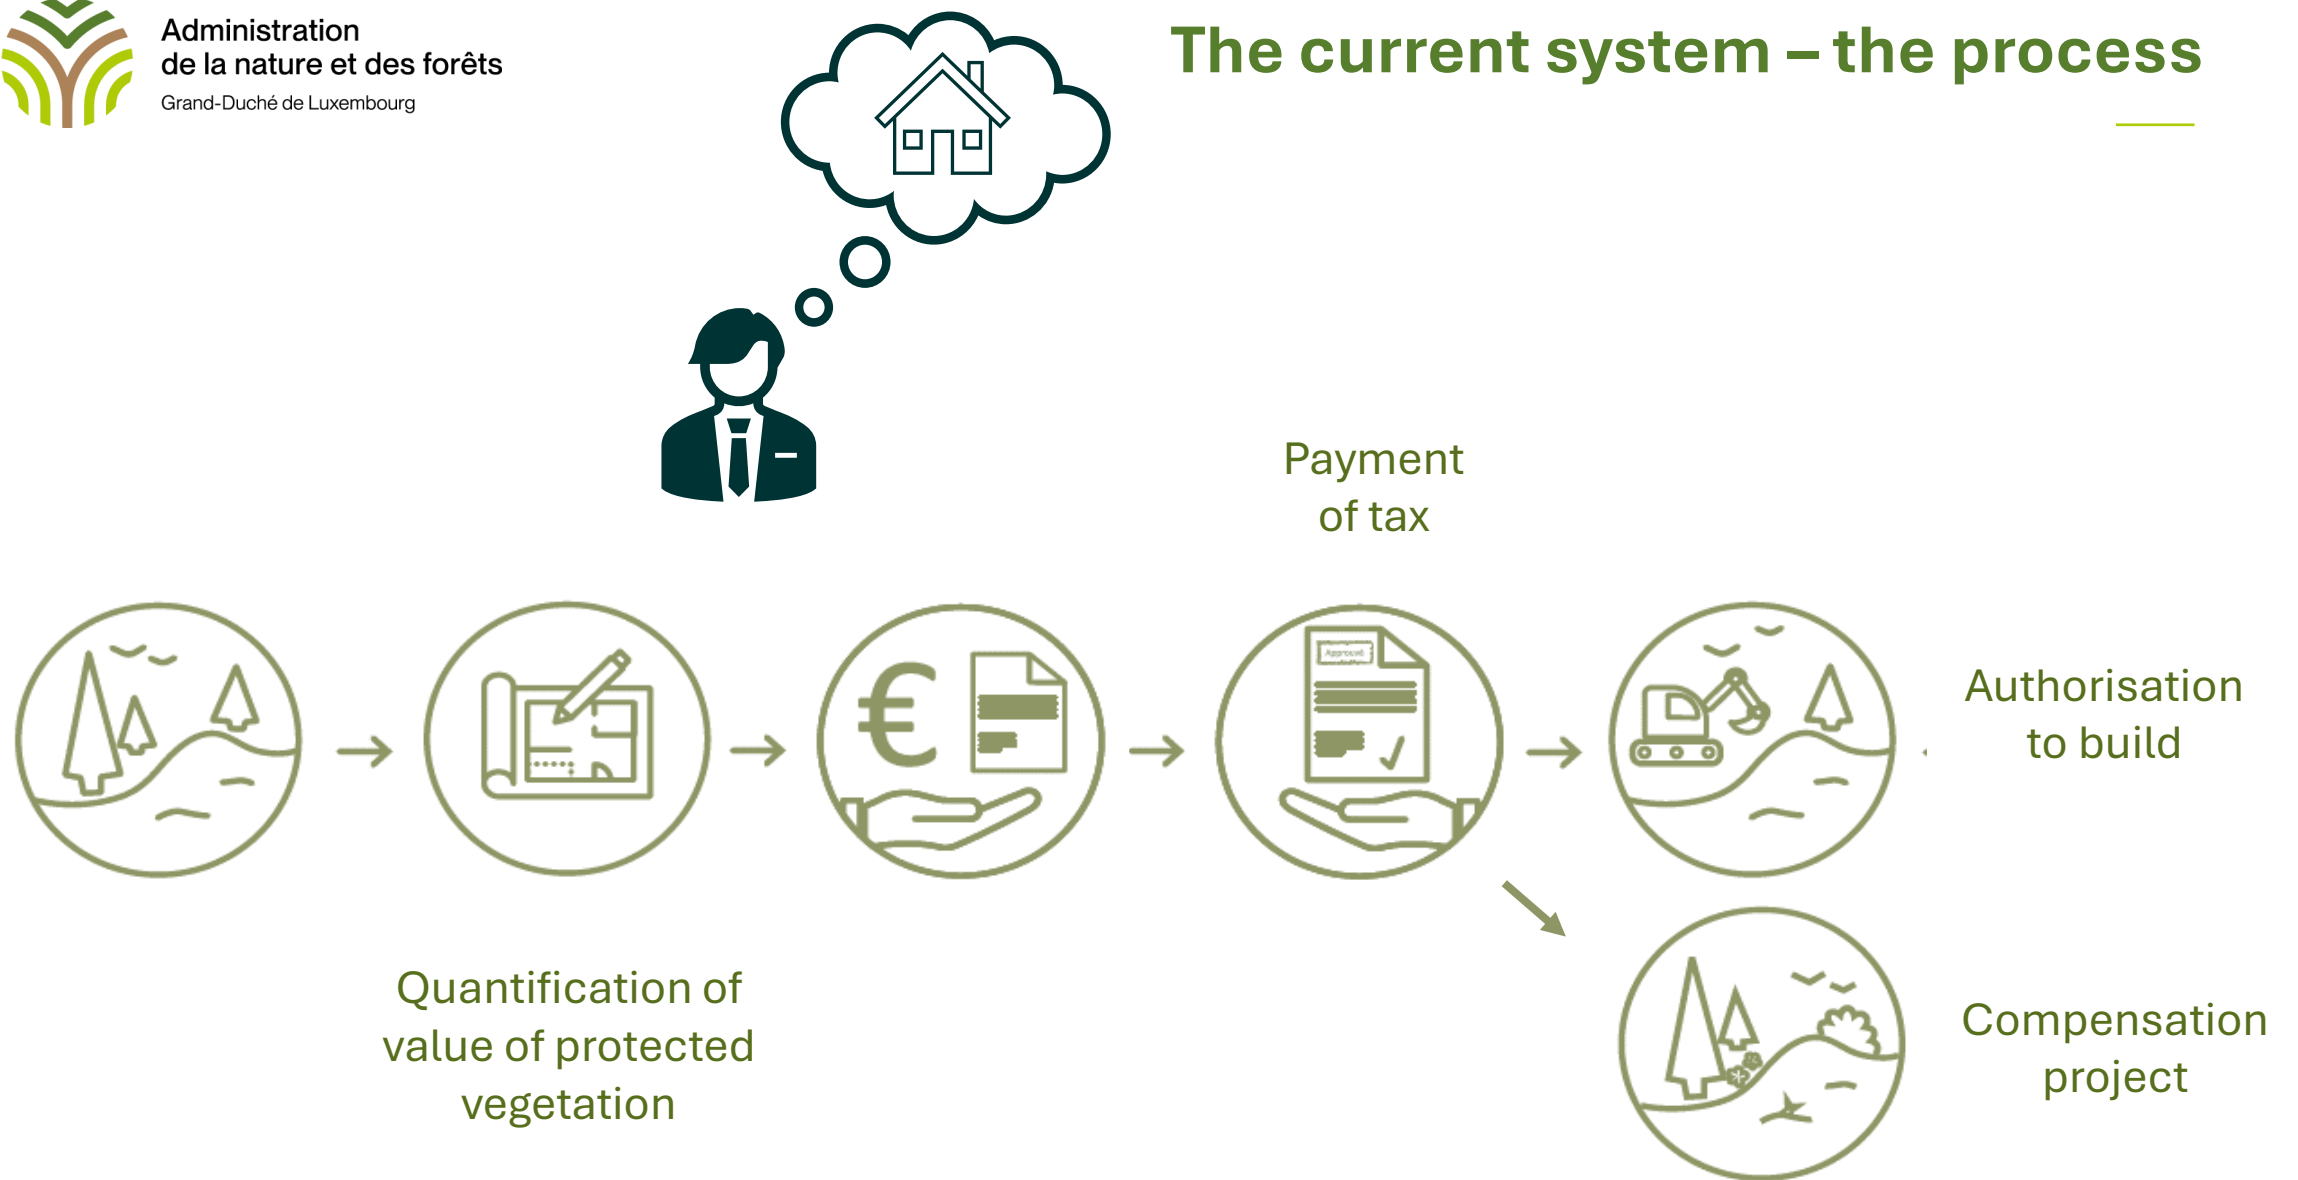 Administration
de la nature et des forêts
Grand-Duché de Luxembourg
The current system – the process
Payment
of tax
€
Approuvé
Authorisation
to build
Quantification of
value of protected
vegetation
Compensation
project